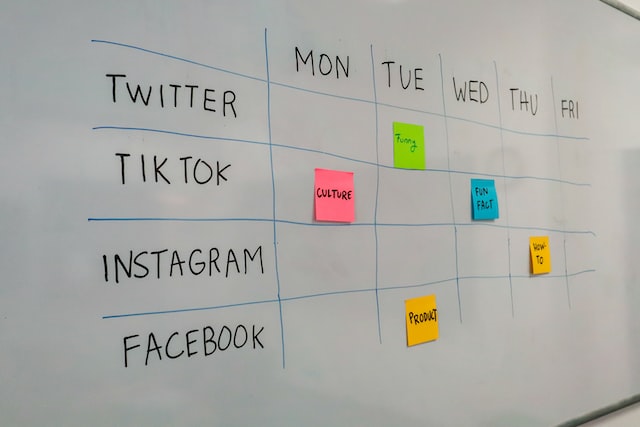 MON TUE WED THU FRI
TWITTER
Funny
TIKTOK
CULTURE
FUN
FACT
INSTAGRAM
HOW-
TO
FACEBOOK
PRODUCT